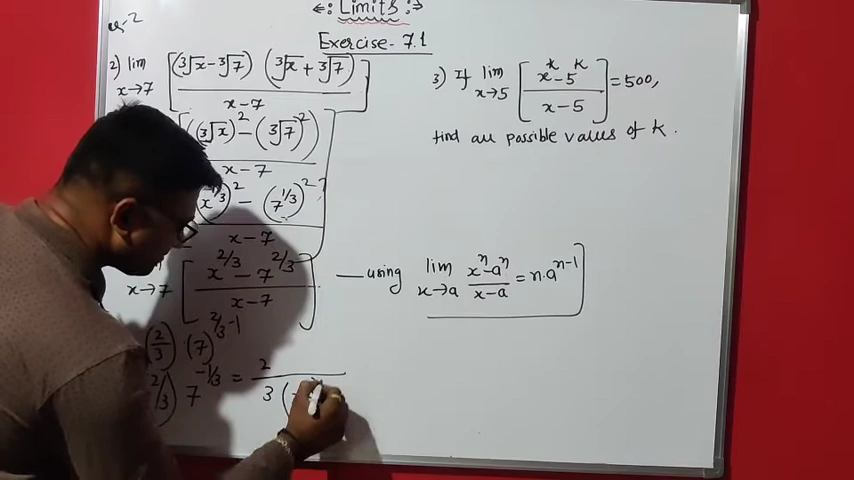 ←: Limits :→
Exercise - 7.1
2) lim x→7 [(∛x - ∛7) (∛x + ∛7) / x - 7]
[(∛x)² - (∛7)² / x - 7]
(x^1/3)² - (7^1/3)² / x - 7
x→7 [x^2/3 - 7^2/3 / x - 7]
(2/3) (7)^2/3 - 1
2/3) 7^-1/3 = 2 / 3 (
3) If lim x→5 [x^k - 5^k / x - 5] = 500,
find all possible values of k.
— using lim x→a x^n - a^n / x - a = n·a^n-1